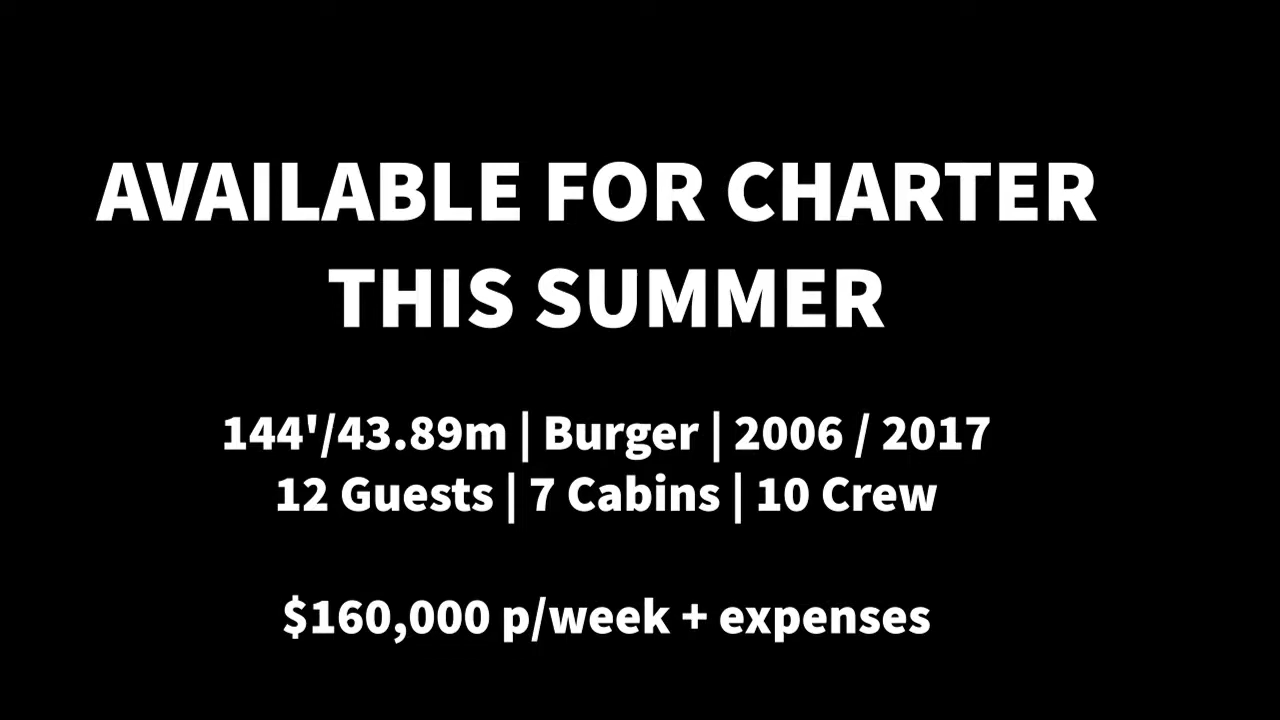 AVAILABLE FOR CHARTER
THIS SUMMER
144'/43.89m | Burger | 2006 / 2017
12 Guests | 7 Cabins | 10 Crew
$160,000 p/week + expenses